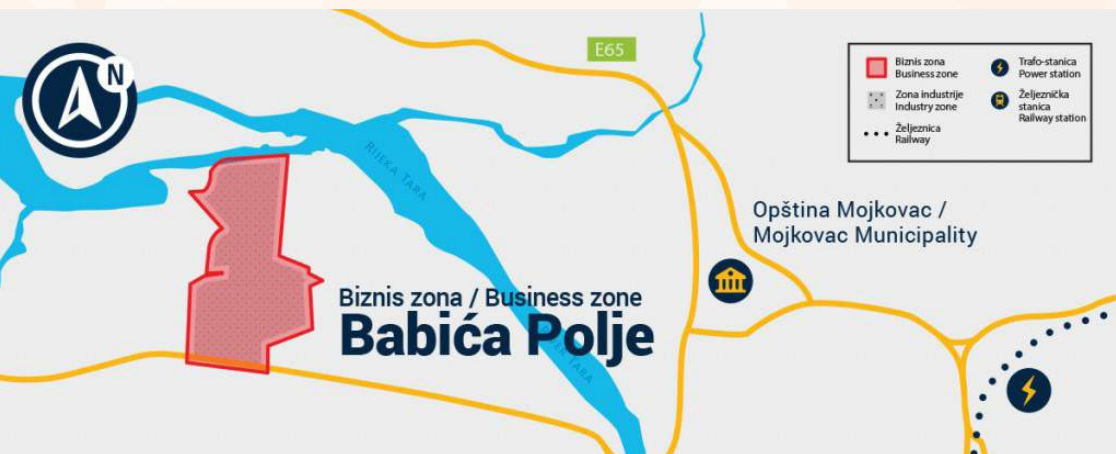 N
E65
Biznis zona
Business zone
Zona industrije
Industry zone
Željeznica
Railway
Trafo-stanica
Power station
Željeznička
stanica
Railway station
RIJEKA TARA
Opština Mojkovac /
Mojkovac Municipality
Biznis zona / Business zone
Babića Polje
TARA